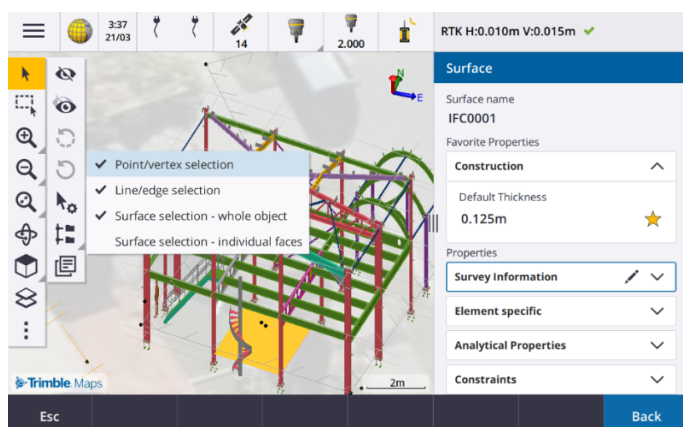 3:37
21/03
14
2.000
RTK H:0.010m V:0.015m
N
E
Point/vertex selection
Line/edge selection
Surface selection - whole object
Surface selection - individual faces
Trimble Maps
2m
Surface
Surface name
IFC0001
Favorite Properties
Construction
Default Thickness
0.125m
Properties
Survey Information
Element specific
Analytical Properties
Constraints
Esc
Back